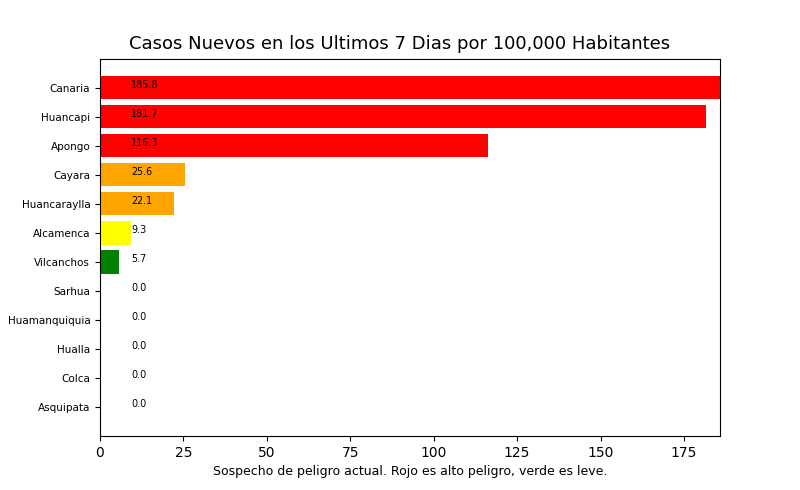 Casos Nuevos en los Ultimos 7 Dias por 100,000 Habitantes
Canaria 185.8
Huancapi 181.7
Apongo 116.3
Cayara 25.6
Huancaraylla 22.1
Alcamenca 9.3
Vilcanchos 5.7
Sarhua 0.0
Huamanquiquia 0.0
Hualla 0.0
Colca 0.0
Asquipata 0.0
0 25 50 75 100 125 150 175
Sospecho de peligro actual. Rojo es alto peligro, verde es leve.